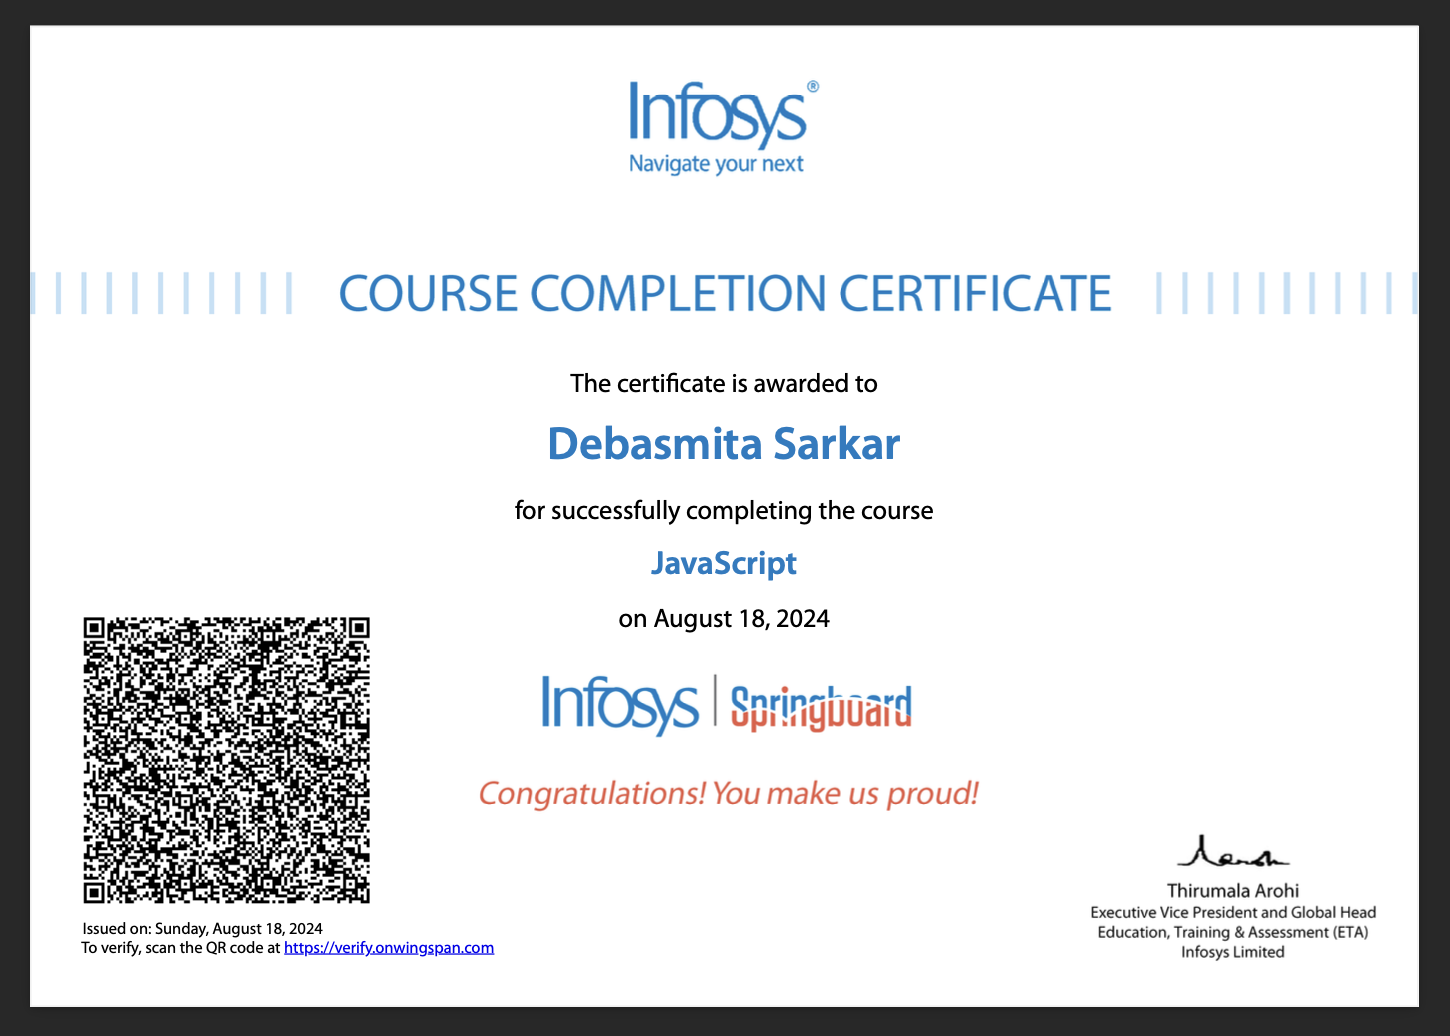 Infosys®
Navigate your next
COURSE COMPLETION CERTIFICATE
The certificate is awarded to
Debasmita Sarkar
for successfully completing the course
JavaScript
on August 18, 2024
Infosys | Springboard
Congratulations! You make us proud!
Issued on: Sunday, August 18, 2024
To verify, scan the QR code at https://verify.onwingspan.com
Thirumala Arohi
Executive Vice President and Global Head
Education, Training & Assessment (ETA)
Infosys Limited